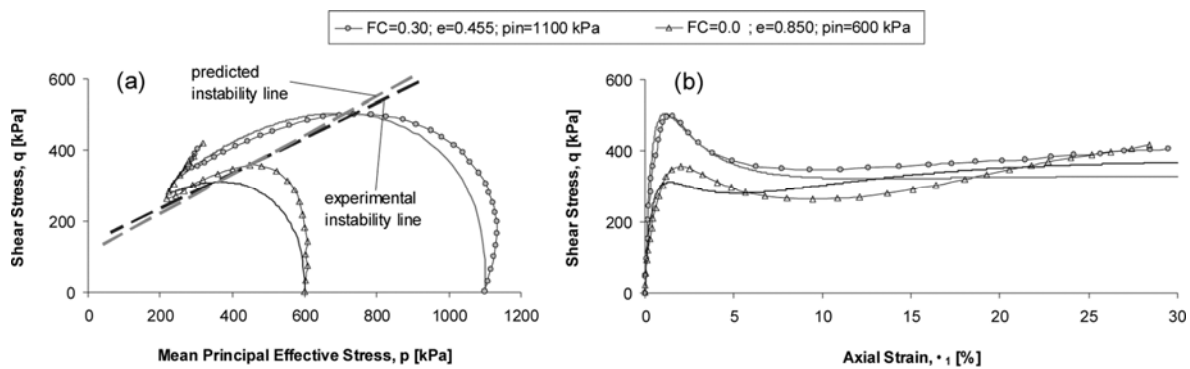 FC=0.30; e=0.455; pin=1100 kPa
FC=0.0 ; e=0.850; pin=600 kPa
(a)
predicted
instability line
experimental
instability line
Shear Stress, q [kPa]
600
400
200
0
0 200 400 600 800 1000 1200
Mean Principal Effective Stress, p [kPa]
(b)
Shear Stress, q [kPa]
600
400
200
0
0 5 10 15 20 25 30
Axial Strain, • 1 [%]